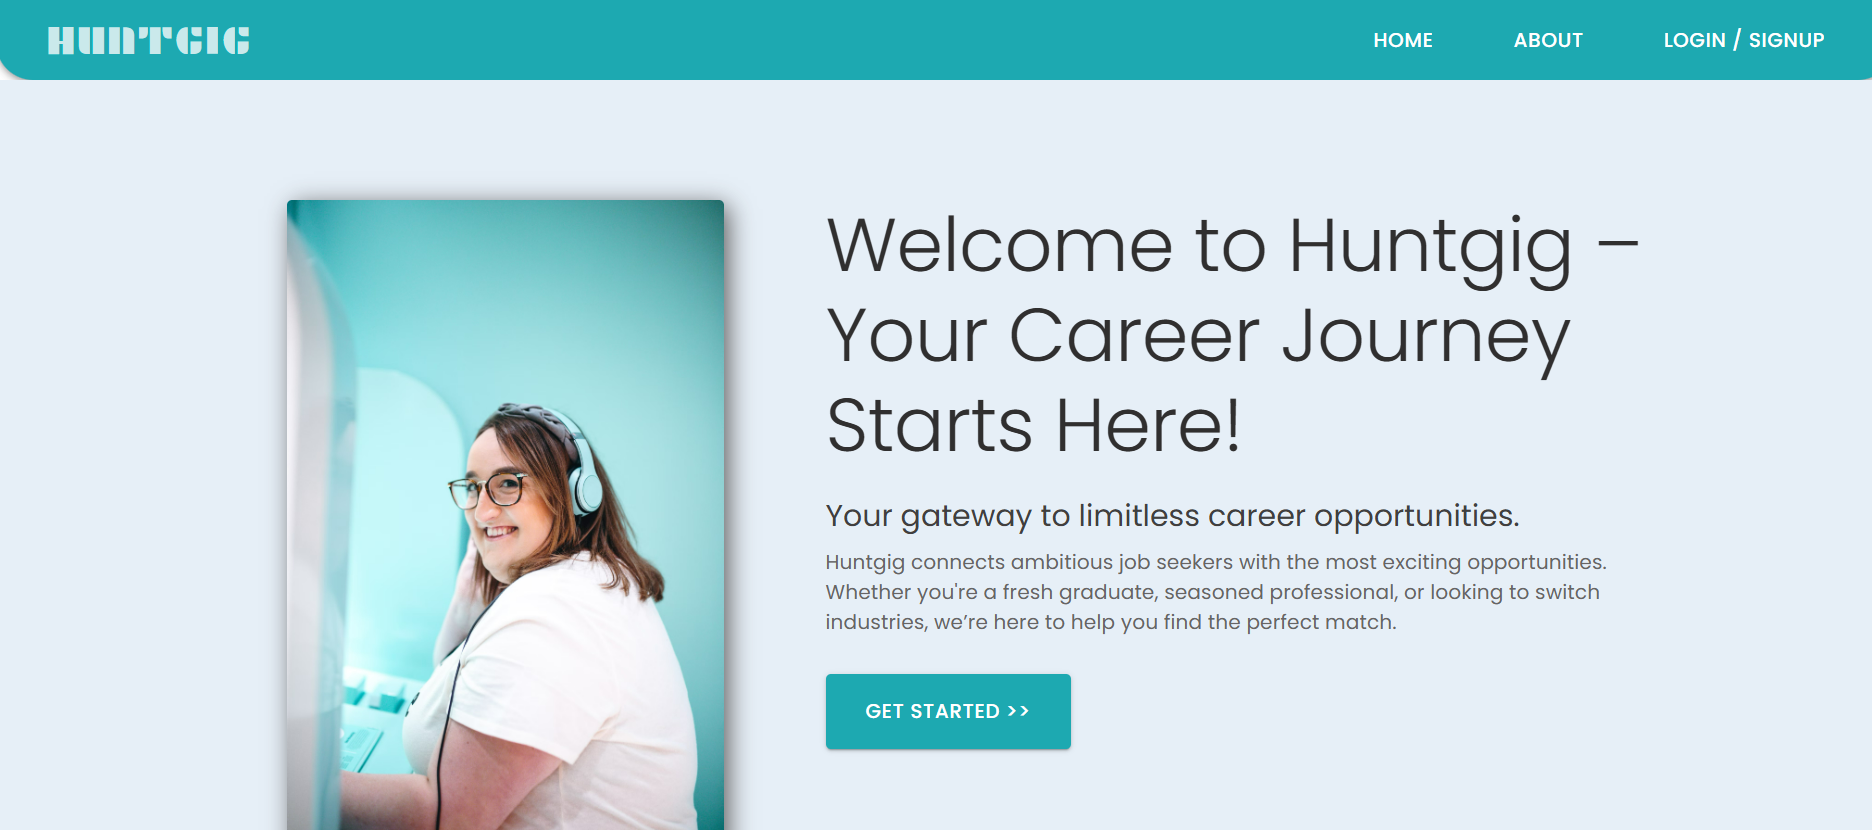 HUNTGIG
HOME
ABOUT
LOGIN / SIGNUP
Welcome to Huntgig –
Your Career Journey
Starts Here!
Your gateway to limitless career opportunities.
Huntgig connects ambitious job seekers with the most exciting opportunities.
Whether you're a fresh graduate, seasoned professional, or looking to switch
industries, we’re here to help you find the perfect match.
GET STARTED >>